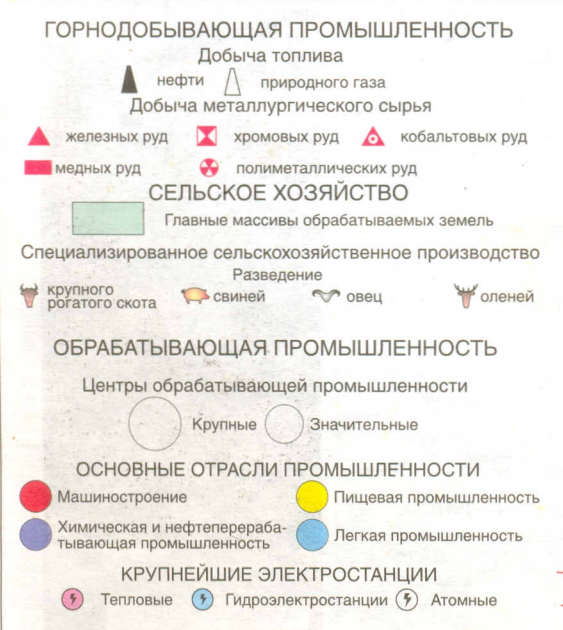 ГОРНОДОБЫВАЮЩАЯ ПРОМЫШЛЕННОСТЬ
Добыча топлива
нефти природного газа
Добыча металлургического сырья
железных руд хромовых руд кобальтовых руд
медных руд полиметаллических руд
СЕЛЬСКОЕ ХОЗЯЙСТВО
Главные массивы обрабатываемых земель
Специализированное сельскохозяйственное производство
Разведение
крупного
рогатого скота свиней овец оленей
ОБРАБАТЫВАЮЩАЯ ПРОМЫШЛЕННОСТЬ
Центры обрабатывающей промышленности
Крупные Значительные
ОСНОВНЫЕ ОТРАСЛИ ПРОМЫШЛЕННОСТИ
Машиностроение Пищевая промышленность
Химическая и нефтеперераба-
тывающая промышленность Легкая промышленность
КРУПНЕЙШИЕ ЭЛЕКТРОСТАНЦИИ
Тепловые Гидроэлектростанции Атомные